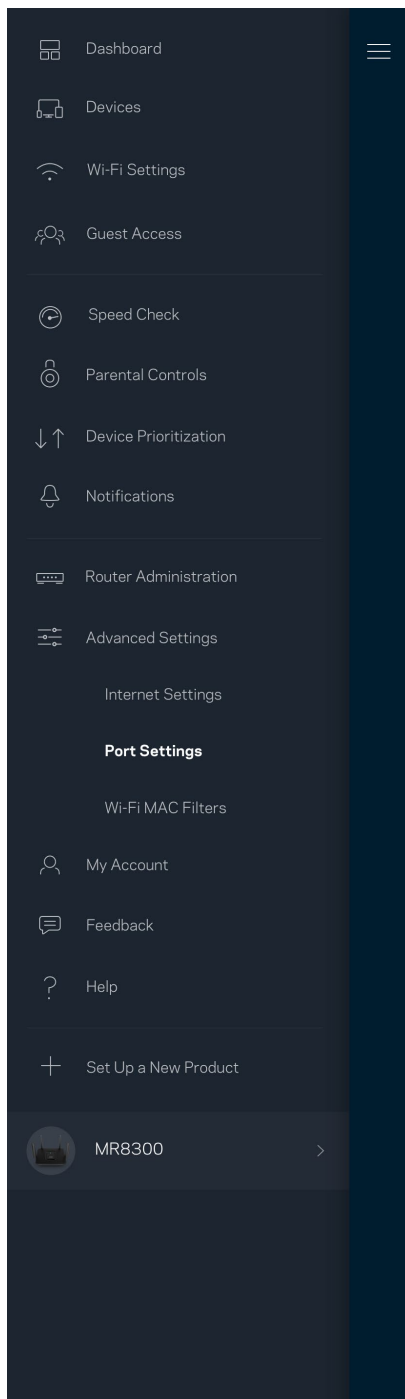 Dashboard
Devices
Wi-Fi Settings
Guest Access
Speed Check
Parental Controls
Device Prioritization
Notifications
Router Administration
Advanced Settings
Internet Settings
Port Settings
Wi-Fi MAC Filters
My Account
Feedback
Help
Set Up a New Product
MR8300